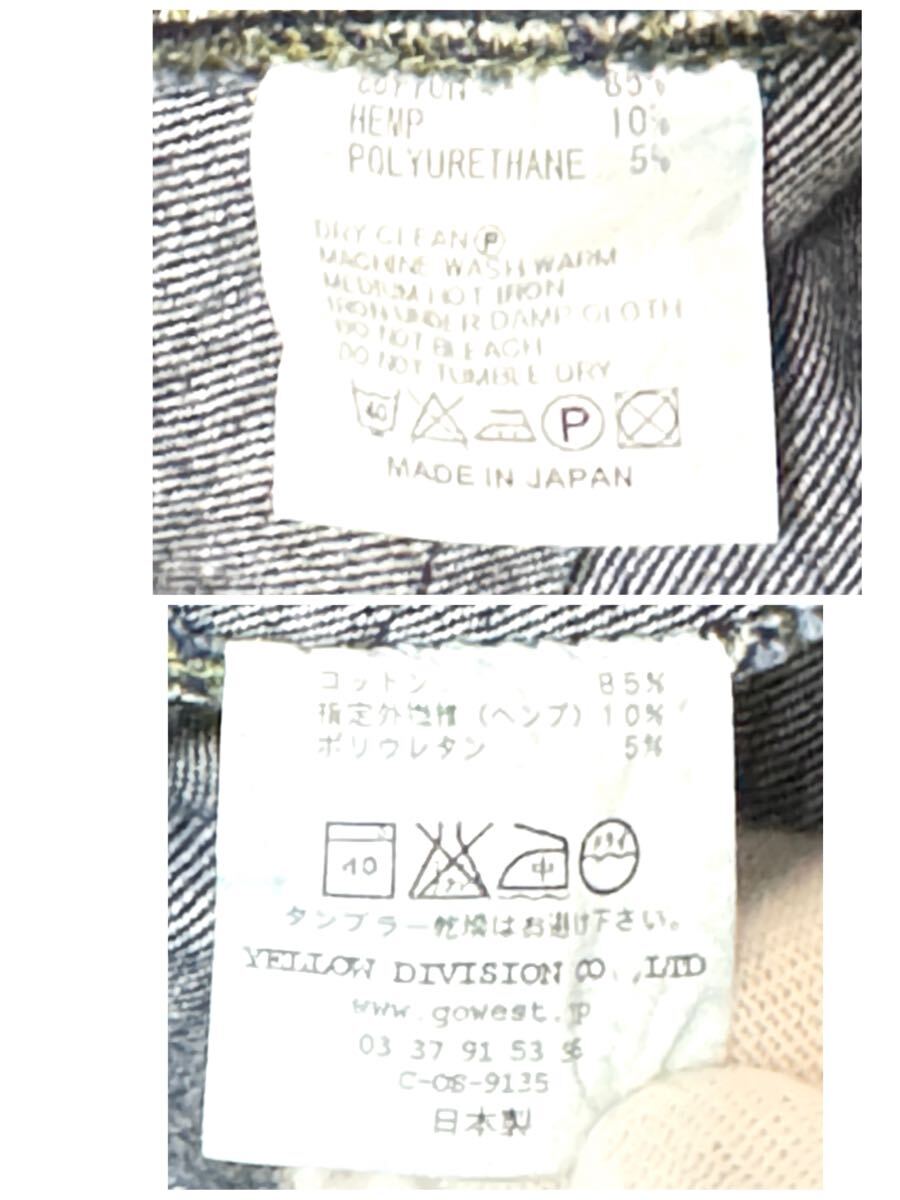 COTTON 85%
HEMP 10%
POLYURETHANE 5%
DRY CLEAN Ⓟ
MACHINE WASH WARM
MEDIUM HOT IRON
IRON UNDER DAMP CLOTH
DO NOT BLEACH
DO NOT TUMBLE DRY
40
P
MADE IN JAPAN
コットン 85%
指定外繊維 (ヘンプ) 10%
ポリウレタン 5%
40
中
ドライ
タンブラー乾燥はお避け下さい。
YELLOW DIVISION CO.,LTD
www.gowest.jp
03 37 91 53
C-08-9135
日本製